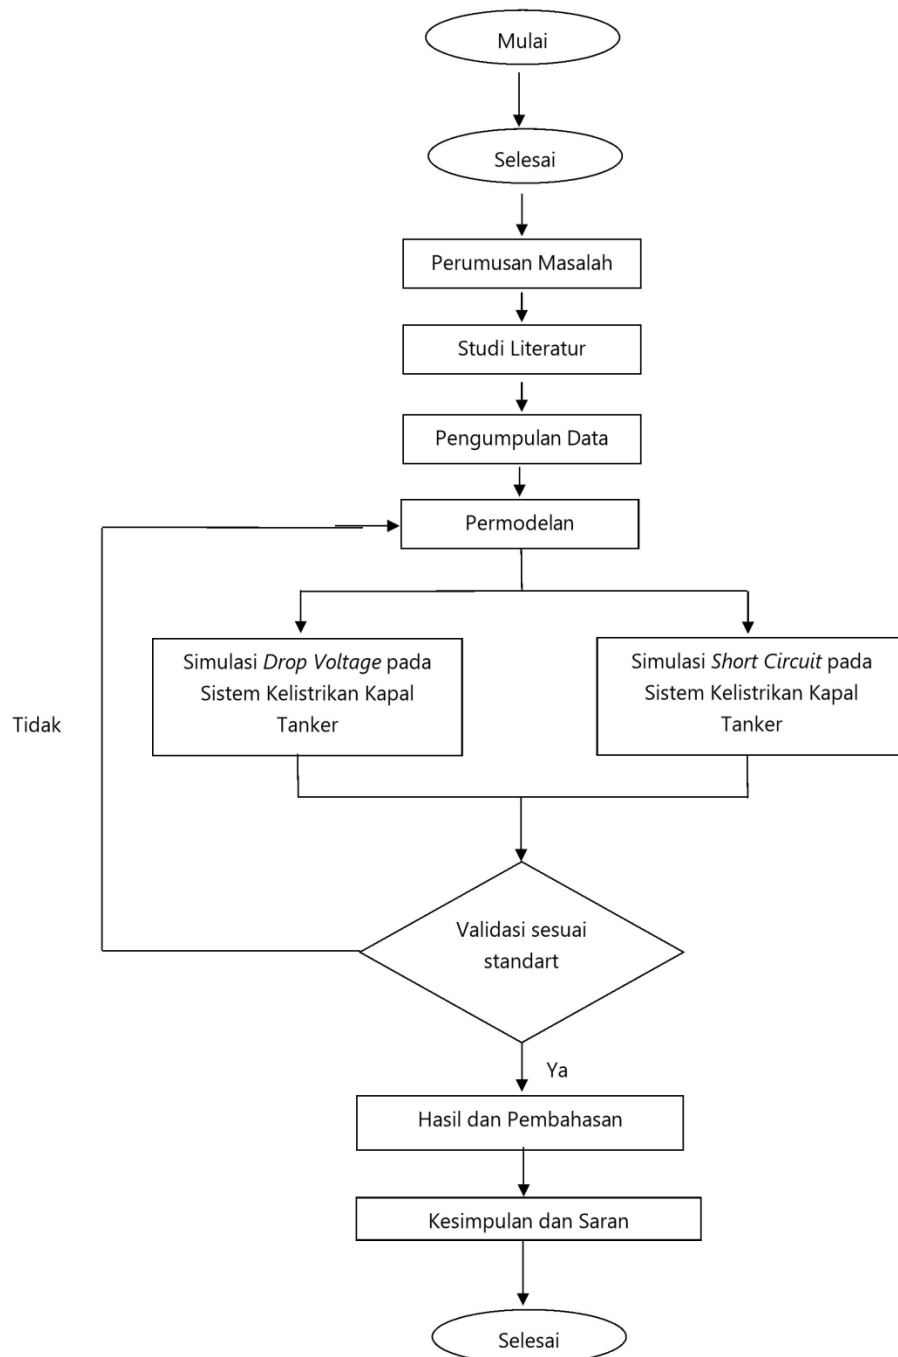 Mulai
Selesai
Perumusan Masalah
Studi Literatur
Pengumpulan Data
Permodelan
Simulasi Drop Voltage pada
Sistem Kelistrikan Kapal
Tanker
Simulasi Short Circuit pada
Sistem Kelistrikan Kapal
Tanker
Tidak
Validasi sesuai
standart
Ya
Hasil dan Pembahasan
Kesimpulan dan Saran
Selesai